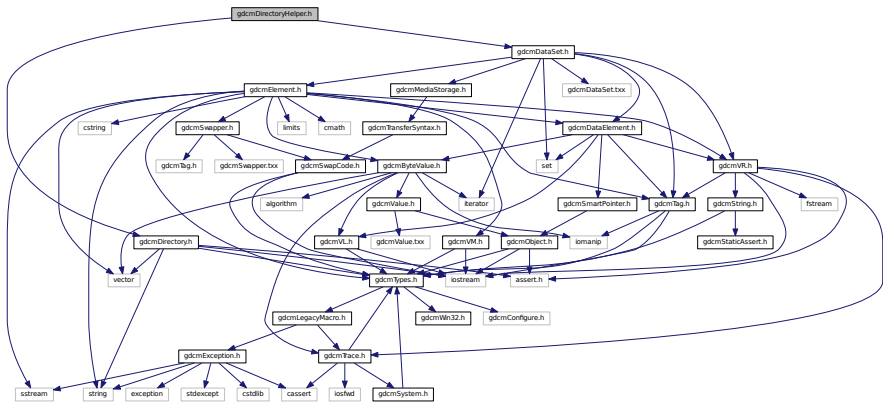 gdcmDirectoryHelper.h
gdcmDataSet.h
gdcmElement.h
gdcmMediaStorage.h
gdcmDataSet.txx
cstring
gdcmSwapper.h
limits
cmath
gdcmTransferSyntax.h
gdcmDataElement.h
gdcmTag.h
gdcmSwapper.txx
gdcmSwapCode.h
gdcmByteValue.h
set
gdcmVR.h
algorithm
gdcmValue.h
iterator
gdcmSmartPointer.h
gdcmTag.h
gdcmString.h
fstream
gdcmDirectory.h
gdcmVL.h
gdcmValue.txx
gdcmVM.h
gdcmObject.h
iomanip
gdcmStaticAssert.h
vector
gdcmTypes.h
iostream
assert.h
gdcmLegacyMacro.h
gdcmWin32.h
gdcmConfigure.h
gdcmException.h
gdcmTrace.h
sstream
string
exception
stdexcept
cstdlib
cassert
iosfwd
gdcmSystem.h